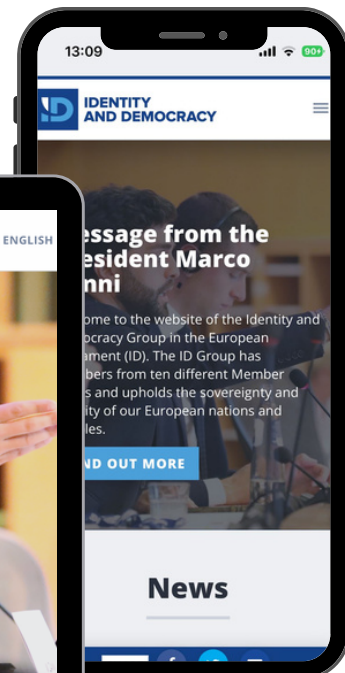 13:09
90+
IDENTITY
AND DEMOCRACY
ENGLISH
essage from the
esident Marco
nni
ome to the website of the Identity and
ocracy Group in the European
ament (ID). The ID Group has
bers from ten different Member
s and upholds the sovereignty and
ity of our European nations and
les.
ND OUT MORE
News